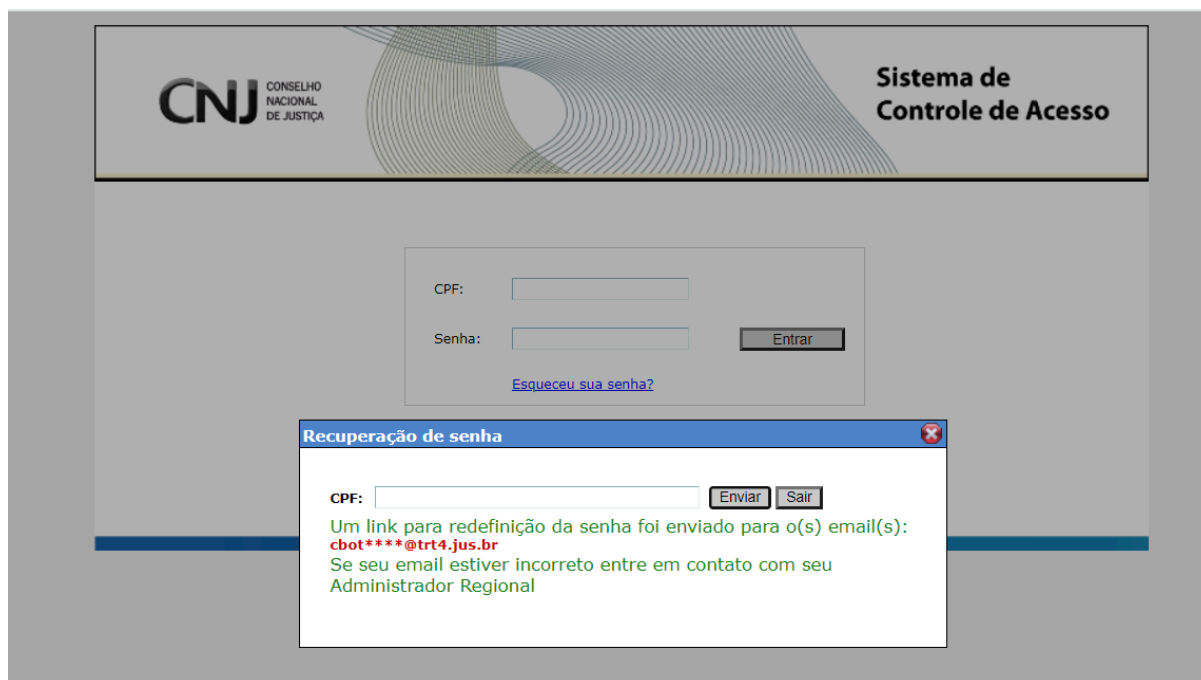 CNJ
CONSELHO
NACIONAL
DE JUSTIÇA
Sistema de
Controle de Acesso
CPF:
Senha:
Entrar
Esqueceu sua senha?
Recuperação de senha
CPF:
Enviar
Sair
Um link para redefinição da senha foi enviado para o(s) email(s):
cbot****@trt4.jus.br
Se seu email estiver incorreto entre em contato com seu
Administrador Regional